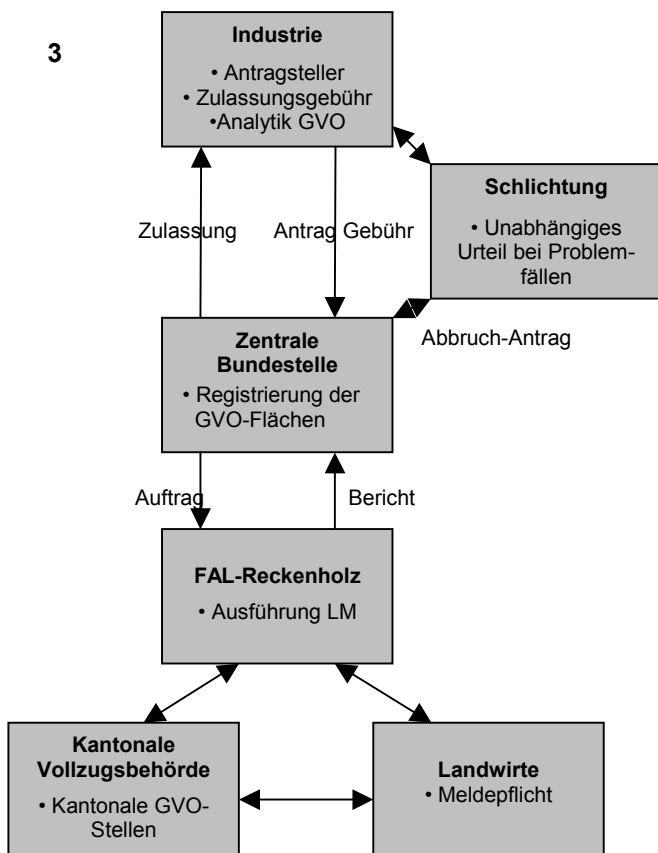 3
Industrie
• Antragsteller
• Zulassungsgebühr
•Analytik GVO
Schlichtung
• Unabhängiges
Urteil bei Problem-
fällen
Zulassung
Antrag Gebühr
Abbruch-Antrag
Zentrale
Bundestelle
• Registrierung der
GVO-Flächen
Auftrag
Bericht
FAL-Reckenholz
• Ausführung LM
Kantonale
Vollzugsbehörde
• Kantonale GVO-
Stellen
Landwirte
• Meldepflicht